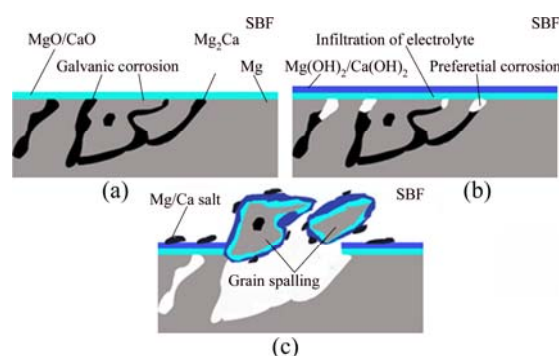 SBF
MgO/CaO
Mg₂Ca
Galvanic corrosion
Mg
(a)
SBF
Infiltration of electrolyte
Mg(OH)₂/Ca(OH)₂
Preferetial corrosion
(b)
Mg/Ca salt
SBF
Grain spalling
(c)